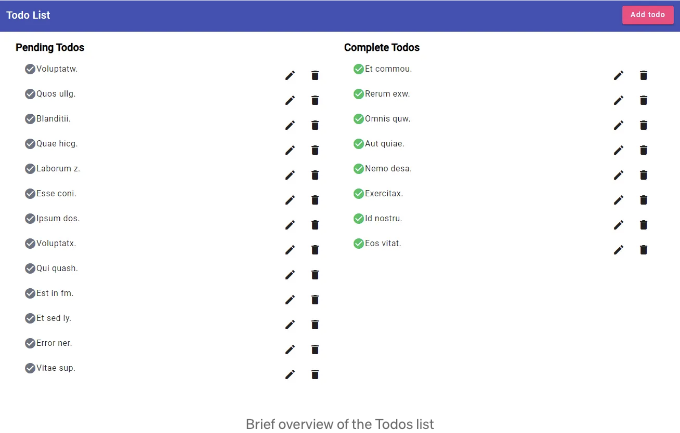 Todo List
Add todo
Pending Todos
Voluptatw.
Quos ullg.
Blanditii.
Quae hicg.
Laborum z.
Esse coni.
Ipsum dos.
Voluptatx.
Qui quash.
Est in fm.
Et sed ly.
Error ner.
Vitae sup.
Complete Todos
Et commou.
Rerum exw.
Omnis quw.
Aut quiae.
Nemo desa.
Exercitax.
Id nostru.
Eos vitat.
Brief overview of the Todos list